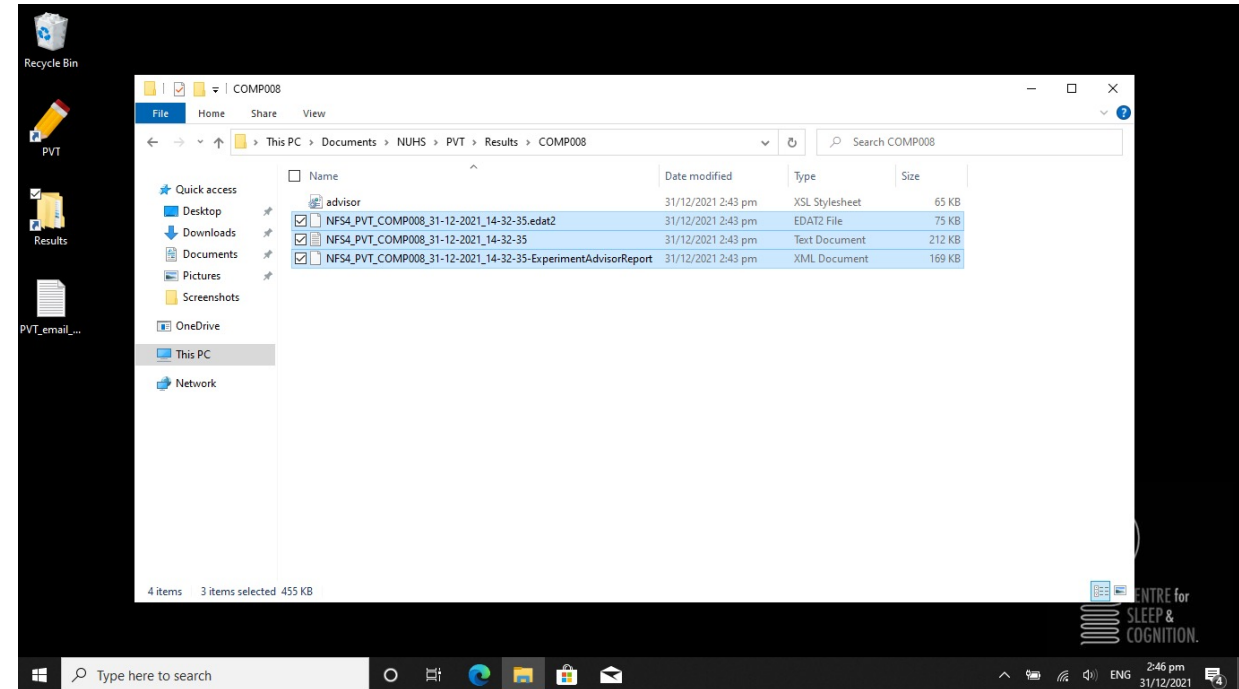 Recycle Bin
PVT
Results
PVT_email_...
COMP008
File Home Share View
This PC > Documents > NUHS > PVT > Results > COMP008
Search COMP008
Quick access
Desktop
Downloads
Documents
Pictures
Screenshots
OneDrive
This PC
Network
Name Date modified Type Size
advisor 31/12/2021 2:43 pm XSL Stylesheet 65 KB
NFS4_PVT_COMP008_31-12-2021_14-32-35.edat2 31/12/2021 2:43 pm EDAT2 File 75 KB
NFS4_PVT_COMP008_31-12-2021_14-32-35 31/12/2021 2:43 pm Text Document 212 KB
NFS4_PVT_COMP008_31-12-2021_14-32-35-ExperimentAdvisorReport 31/12/2021 2:43 pm XML Document 169 KB
4 items 3 items selected 455 KB
ENTRE for
SLEEP &
COGNITION.
Type here to search
ENG
2:46 pm
31/12/2021
4